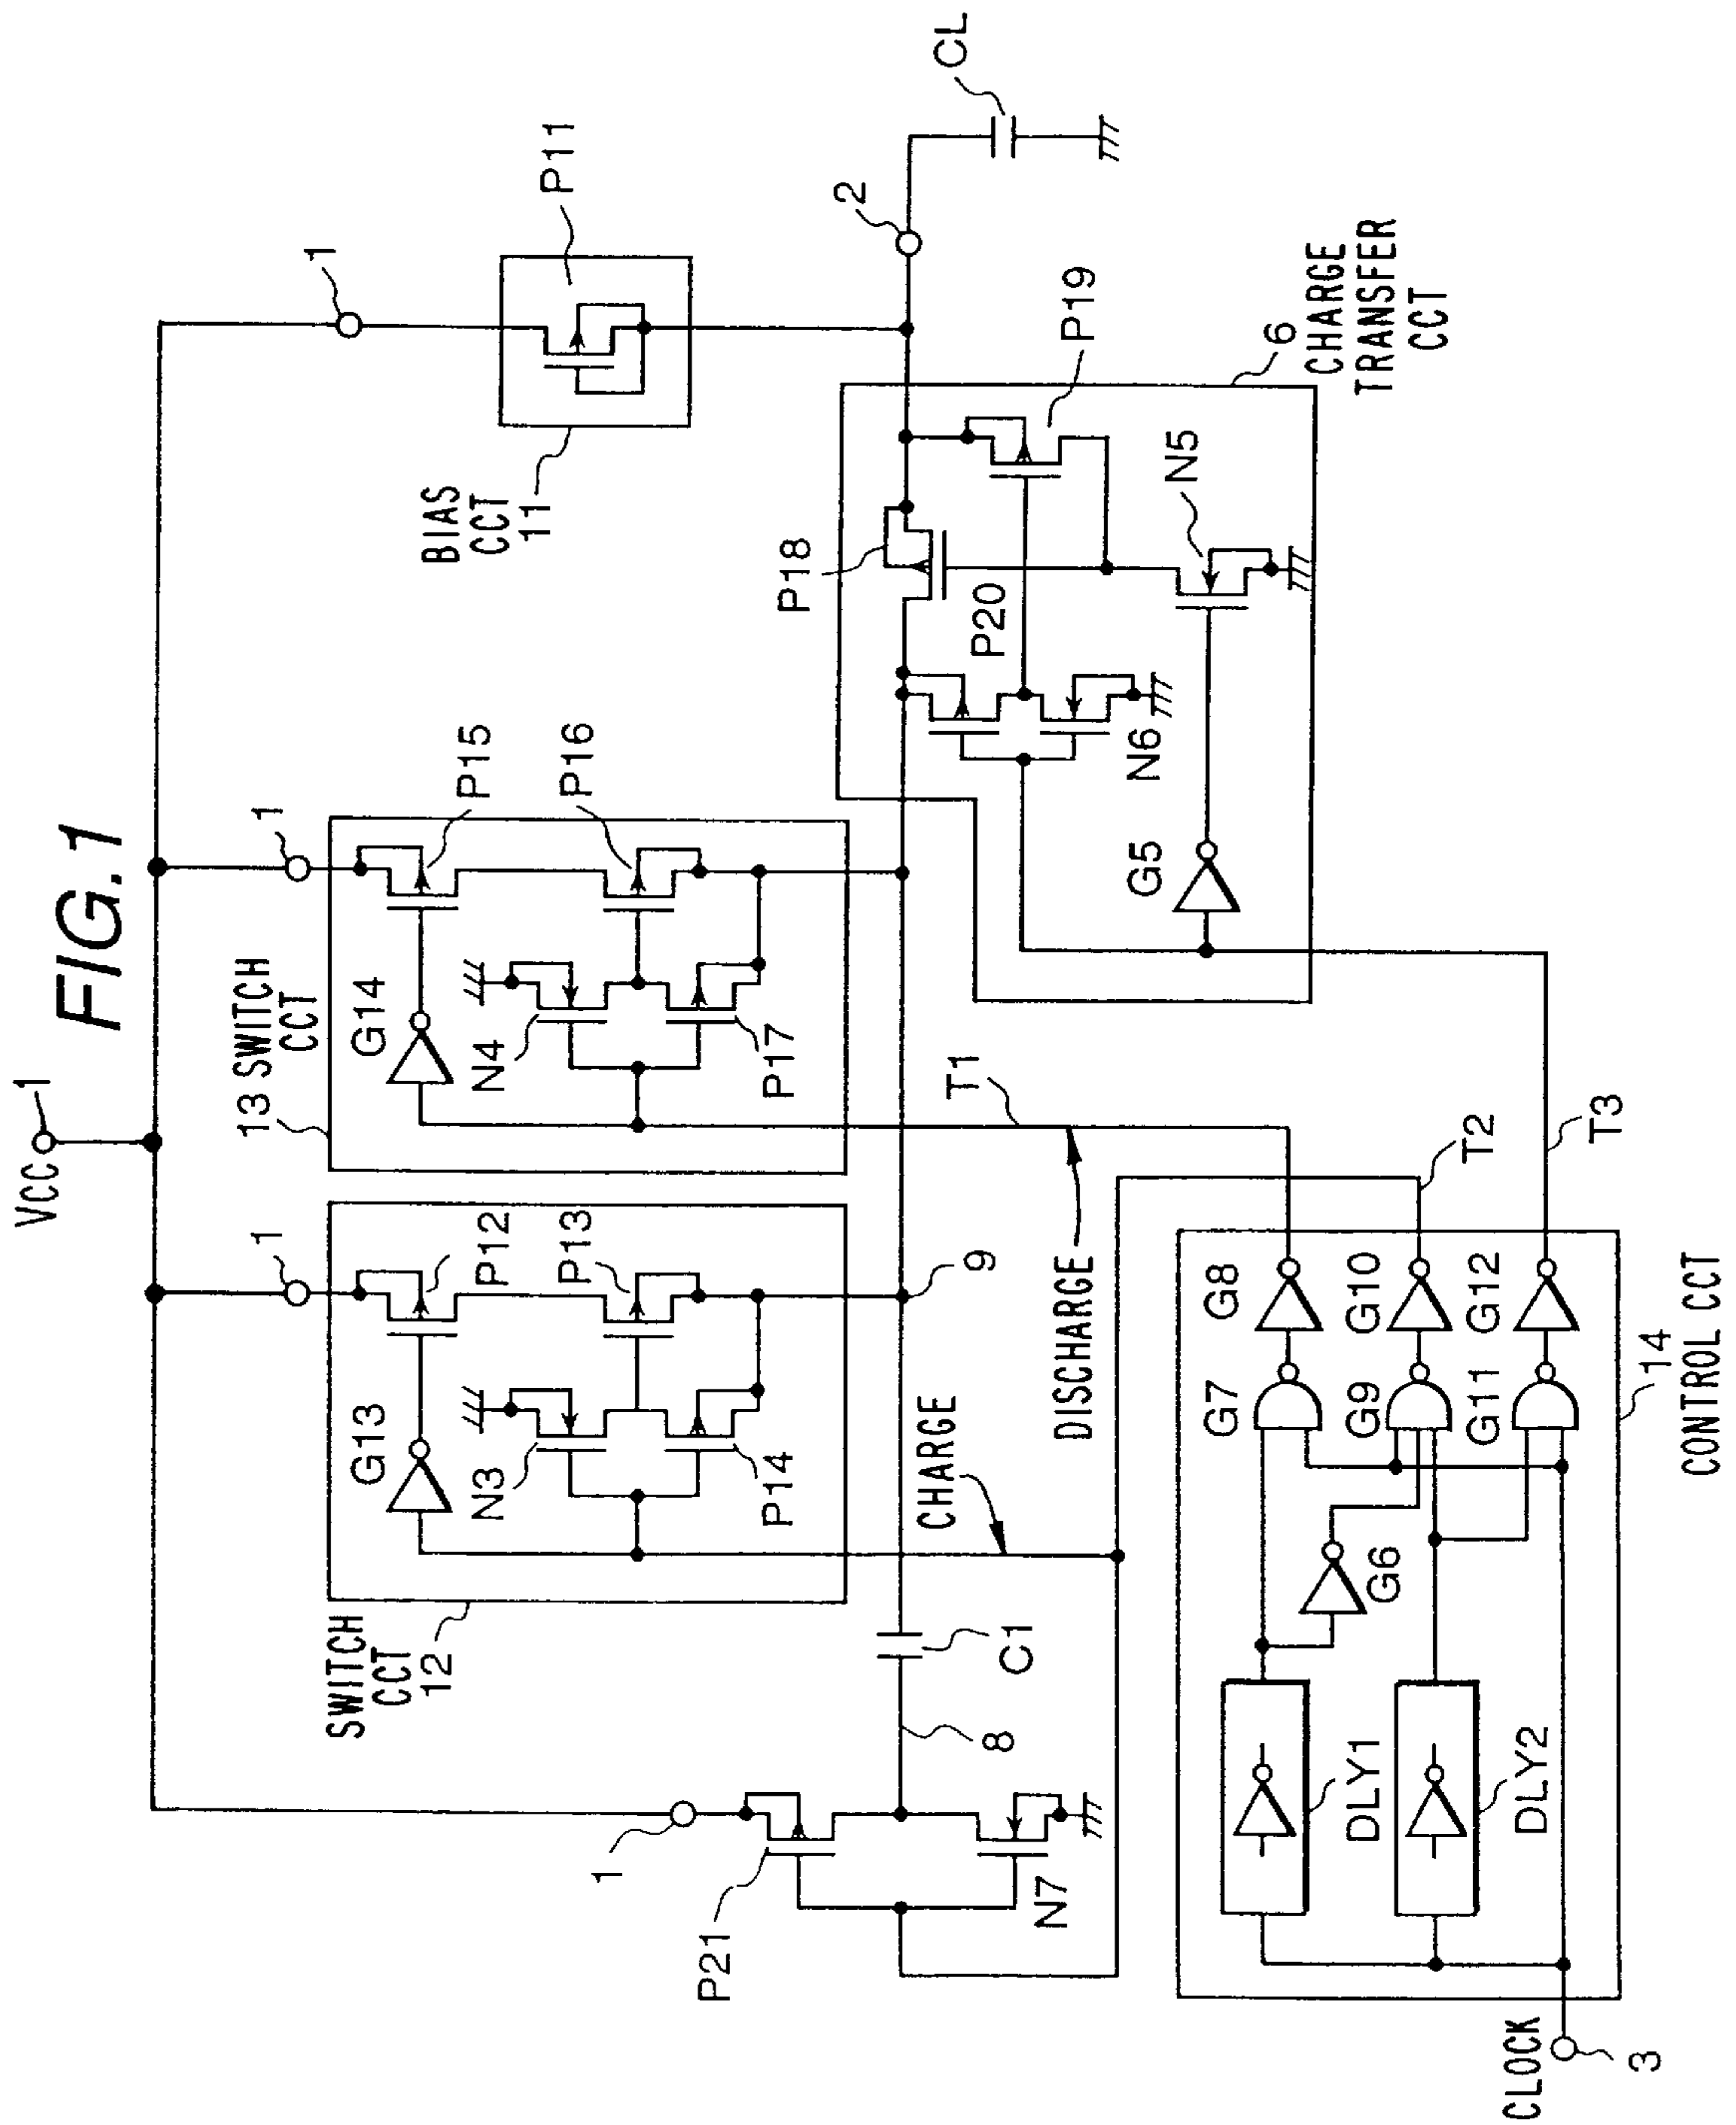 FIG.1
VCC
1
1
1
1
1
SWITCH
CCT
12
G13
N3
P12
P13
P14
13 SWITCH
CCT
G14
N4
P15
P16
P17
BIAS
CCT
11
P11
P21
N7
8
C1
9
CHARGE
DISCHARGE
T1
T2
T3
P18
P20
P19
N5
N6
G5
6
CHARGE
TRANSFER
CCT
2
CL
CLOCK
3
DLY1
DLY2
G6
G7
G8
G9
G10
G11
G12
14
CONTROL CCT